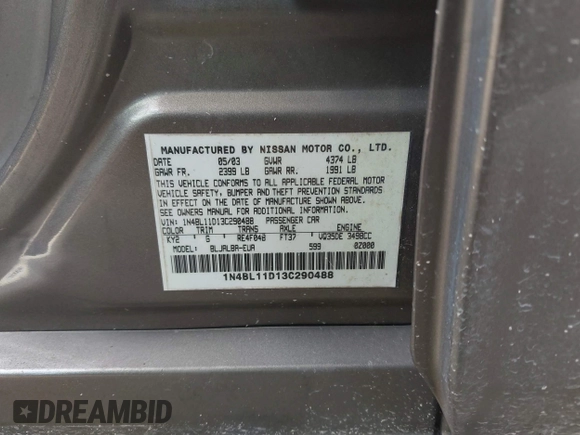 MANUFACTURED BY NISSAN MOTOR CO., LTD.
DATE 05/03 GVWR 4374 LB
GAWR FR. 2399 LB GAWR RR. 1991 LB
THIS VEHICLE CONFORMS TO ALL APPLICABLE FEDERAL MOTOR
VEHICLE SAFETY, BUMPER AND THEFT PREVENTION STANDARDS
IN EFFECT ON THE DATE OF MANUFACTURE SHOWN ABOVE.
SEE OWNERS MANUAL FOR ADDITIONAL INFORMATION.
VIN: 1N4BL11D13C290488 PASSENGER CAR
COLOR TRIM TRANS AXLE ENGINE
KY2 G RE4F04B FT37 VQ35DE 3498CC
MODEL: BLJALBA-EUA 599 02000
1N4BL11D13C290488
DREAMBID